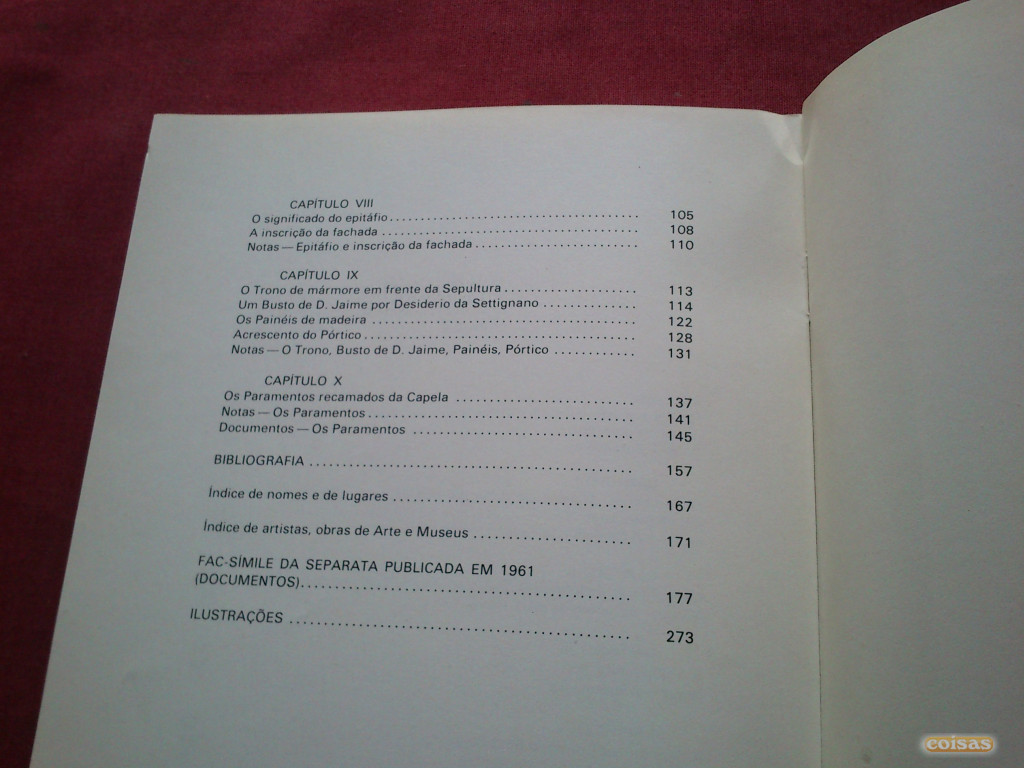 CAPÍTULO VIII
O significado do epitáfio ........................................ 105
A inscrição da fachada ........................................ 108
Notas — Epitáfio e inscrição da fachada ........................ 110
CAPÍTULO IX
O Trono de mármore em frente da Sepultura .................... 113
Um Busto de D. Jaime por Desiderio da Settignano .............. 114
Os Painéis de madeira ........................................ 122
Acrescento do Pórtico ........................................ 128
Notas — O Trono, Busto de D. Jaime, Painéis, Pórtico ............ 131
CAPÍTULO X
Os Paramentos recamados da Capela ........................... 137
Notas — Os Paramentos ........................................ 141
Documentos — Os Paramentos ................................. 145
BIBLIOGRAFIA ................................................ 157
Índice de nomes e de lugares .................................... 167
Índice de artistas, obras de Arte e Museus ........................ 171
FAC-SÍMILE DA SEPARATA PUBLICADA EM 1961
(DOCUMENTOS)................................................ 177
ILUSTRAÇÕES ................................................ 273
coisas